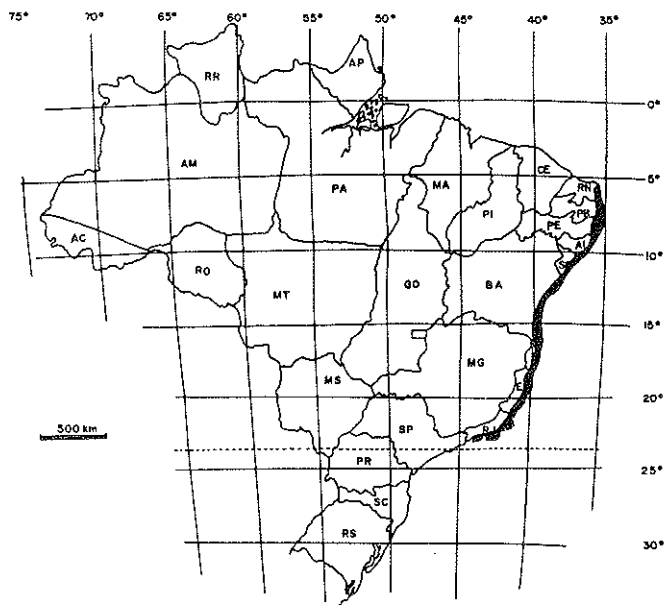 75° 70° 65° 60° 55° 50° 45° 40° 35°
RR AP
0°
AM PA MA CE RN
5°
PI PB
PE
AC AL
RO
10°
MT GO BA
15°
MG
MS
20°
SP RJ
500 km
PR
25°
SC
RS
30°